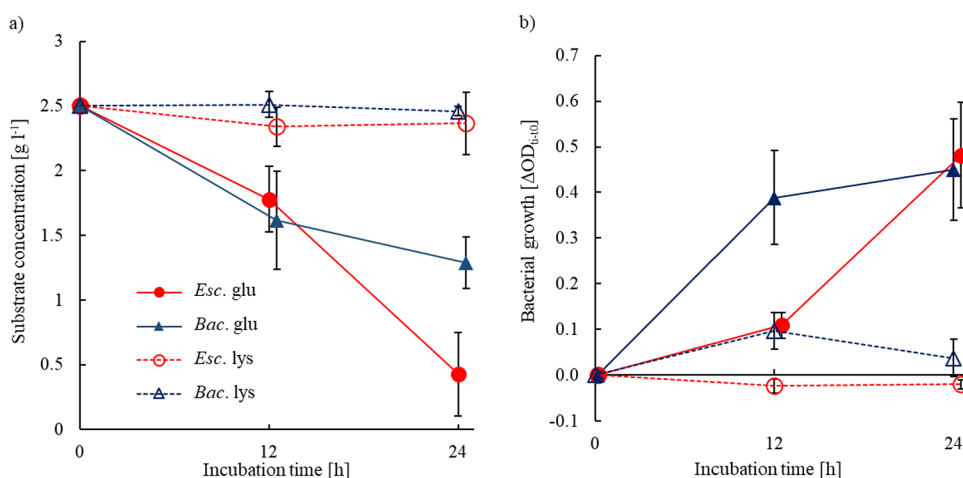 a)
Substrate concentration [g l⁻¹]
3
2.5
2
1.5
1
0.5
0
0
12
24
Incubation time [h]
Esc. glu
Bac. glu
Esc. lys
Bac. lys
b)
Bacterial growth [ΔOD_ti-t0]
0.7
0.6
0.5
0.4
0.3
0.2
0.1
0.0
-0.1
0
12
24
Incubation time [h]